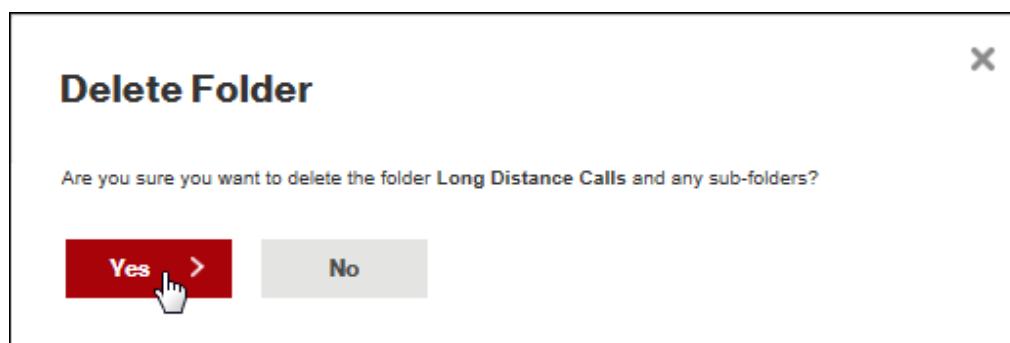 Delete Folder
Are you sure you want to delete the folder Long Distance Calls and any sub-folders?
Yes
No